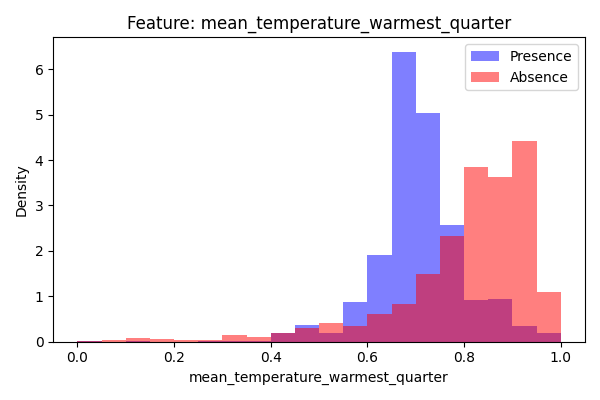 Feature: mean_temperature_warmest_quarter
Presence
Absence
Density
6
5
4
3
2
1
0
0.0 0.2 0.4 0.6 0.8 1.0
mean_temperature_warmest_quarter